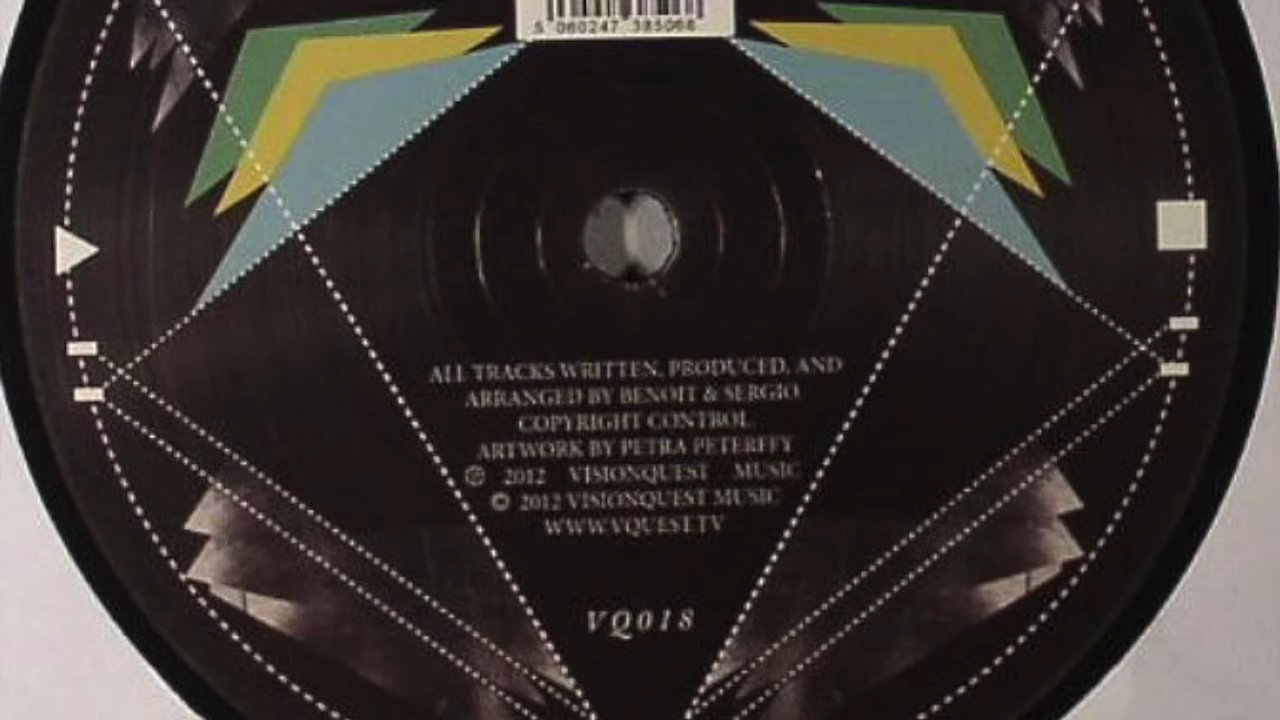 5 060247 385068
ALL TRACKS WRITTEN, PRODUCED, AND
ARRANGED BY BENOIT & SERGIO.
COPYRIGHT CONTROL.
ARTWORK BY PETRA PETERFFY
℗ 2012 VISIONQUEST MUSIC
© 2012 VISIONQUEST MUSIC
WWW.VQUEST.TV
VQ018